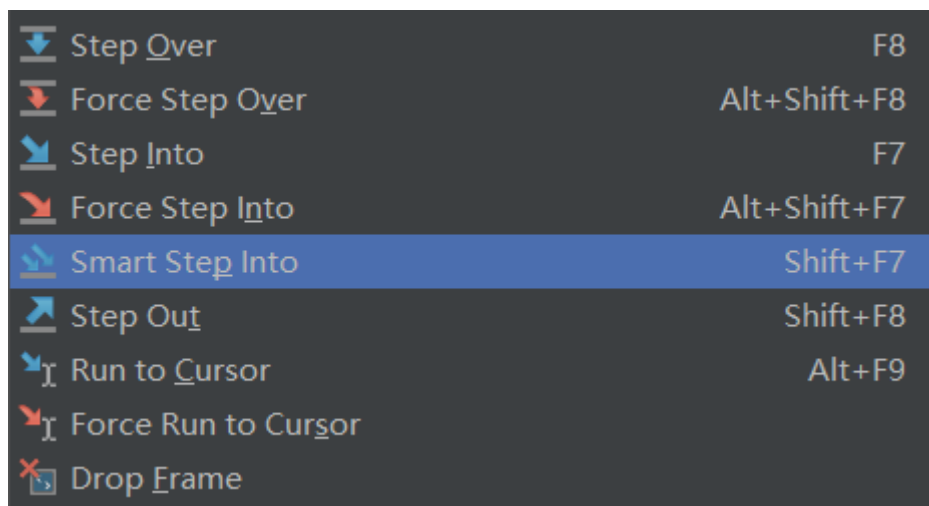 Step Over F8
Force Step Over Alt+Shift+F8
Step Into F7
Force Step Into Alt+Shift+F7
Smart Step Into Shift+F7
Step Out Shift+F8
Run to Cursor Alt+F9
Force Run to Cursor
Drop Frame